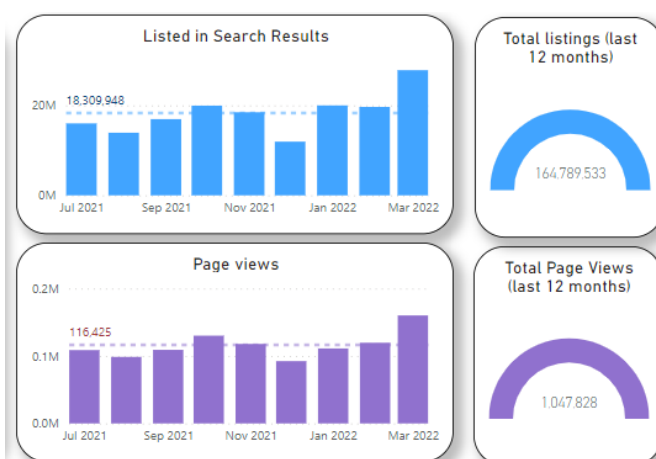 Listed in Search Results
18,309,948
20M
0M
Jul 2021 Sep 2021 Nov 2021 Jan 2022 Mar 2022
Total listings (last
12 months)
164.789.533
Page views
0.2M
116,425
0.1M
0.0M
Jul 2021 Sep 2021 Nov 2021 Jan 2022 Mar 2022
Total Page Views
(last 12 months)
1.047.828